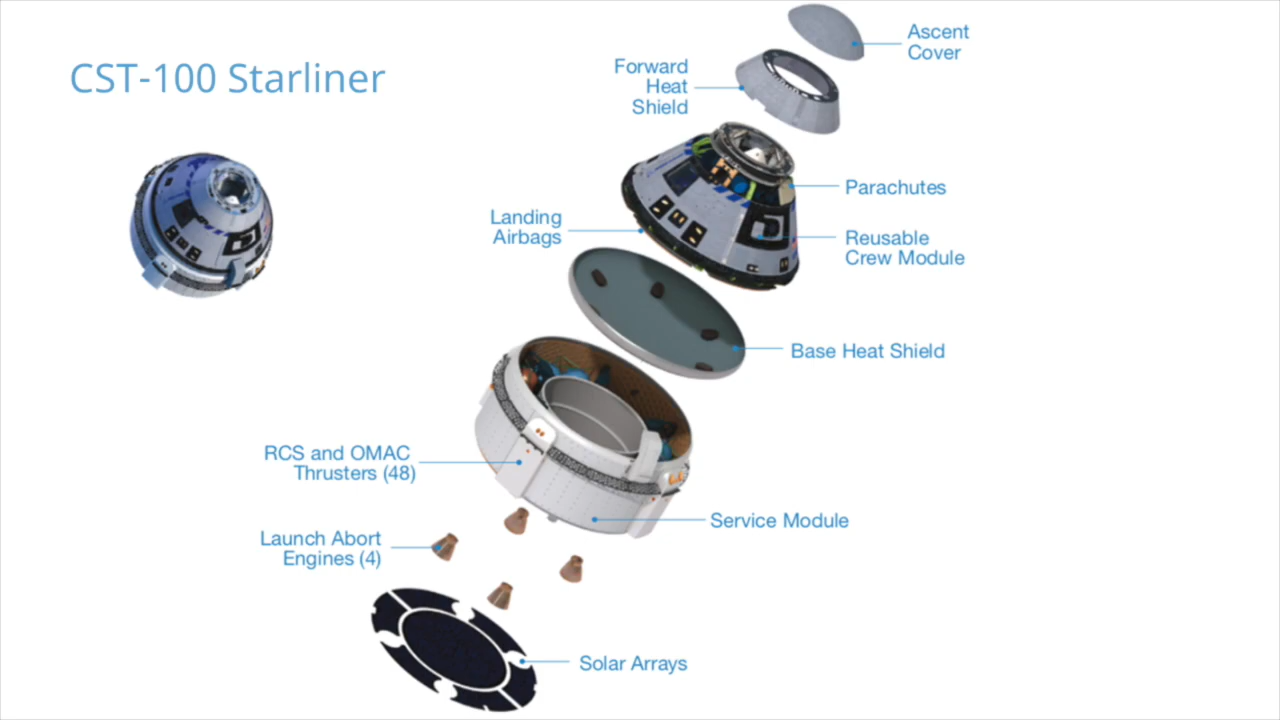 CST-100 Starliner
Ascent
Cover
Forward
Heat
Shield
Parachutes
Landing
Airbags
Reusable
Crew Module
Base Heat Shield
RCS and OMAC
Thrusters (48)
Service Module
Launch Abort
Engines (4)
Solar Arrays